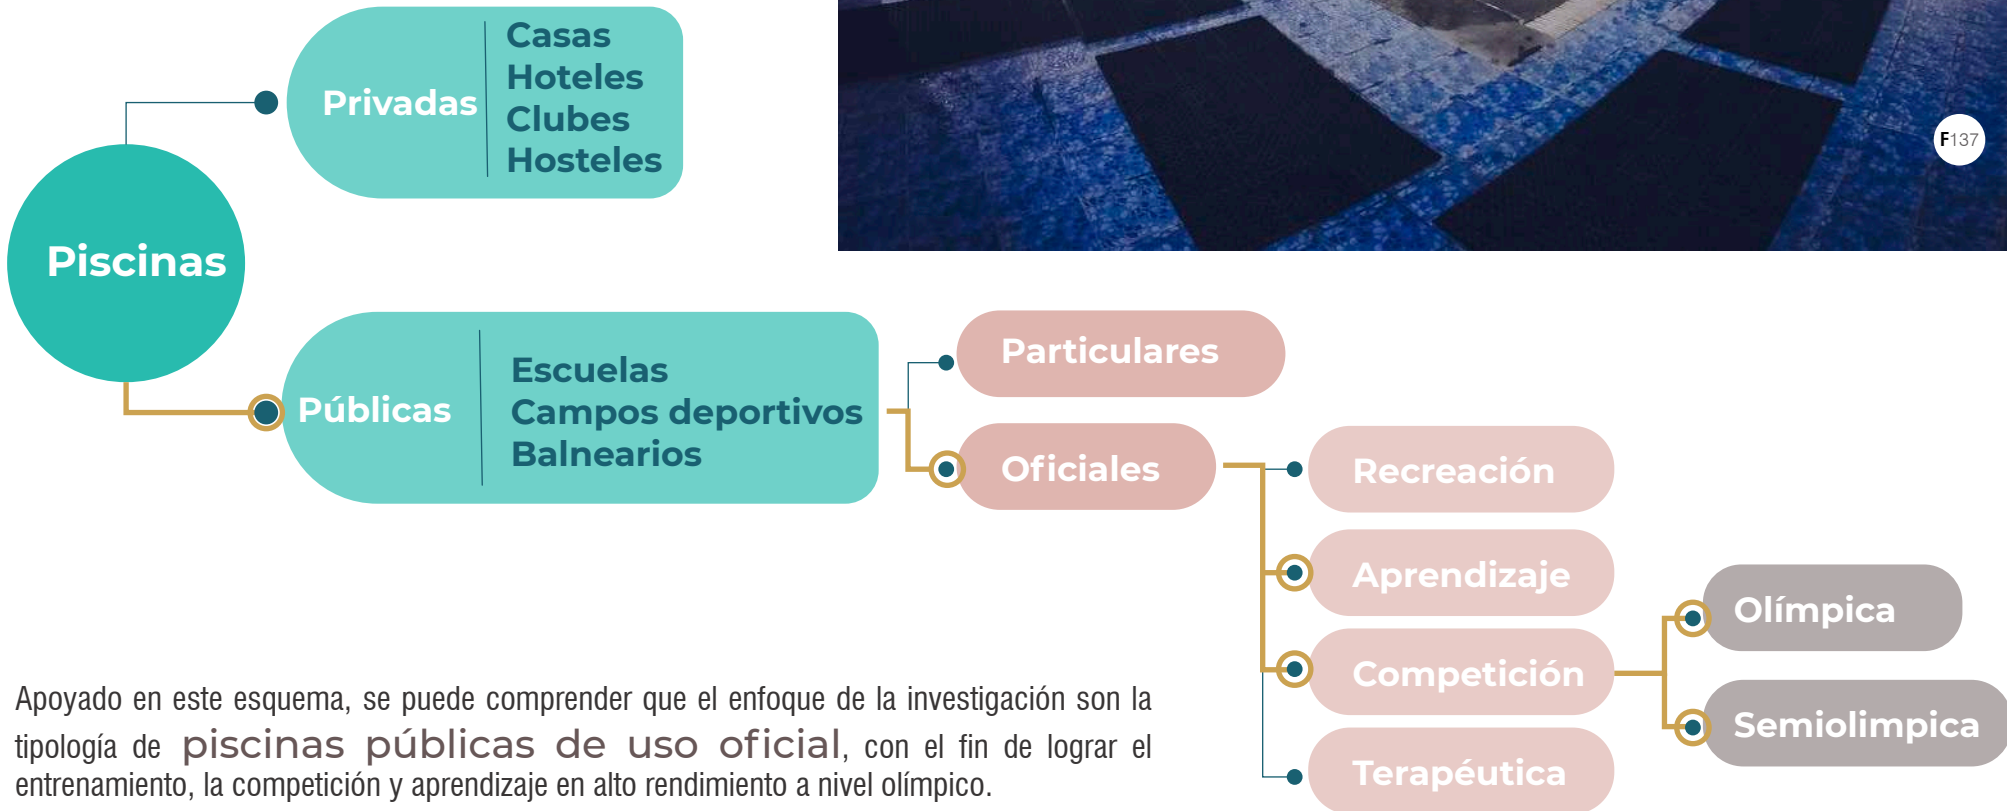 Casas
Hoteles
Privadas
Clubes
Hosteles
F137
Piscinas
Particulares
Escuelas
Públicas
Campos deportivos
Balnearios
Oficiales
Recreación
Aprendizaje
Olímpica
Competición
Semiolimpica
Terapéutica
Apoyado en este esquema, se puede comprender que el enfoque de la investigación son la
tipología de piscinas públicas de uso oficial, con el fin de lograr el
entrenamiento, la competición y aprendizaje en alto rendimiento a nivel olímpico.